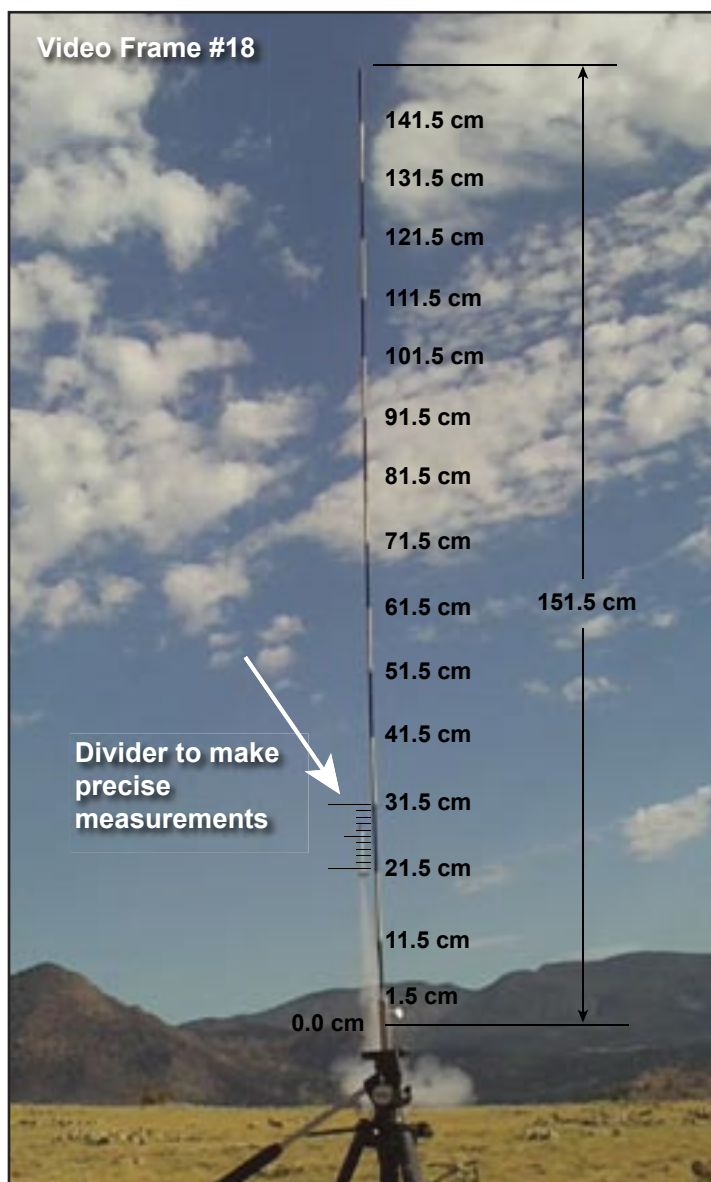 Video Frame #18
141.5 cm
131.5 cm
121.5 cm
111.5 cm
101.5 cm
91.5 cm
81.5 cm
71.5 cm
61.5 cm
151.5 cm
51.5 cm
41.5 cm
Divider to make
precise
measurements
31.5 cm
21.5 cm
11.5 cm
1.5 cm
0.0 cm